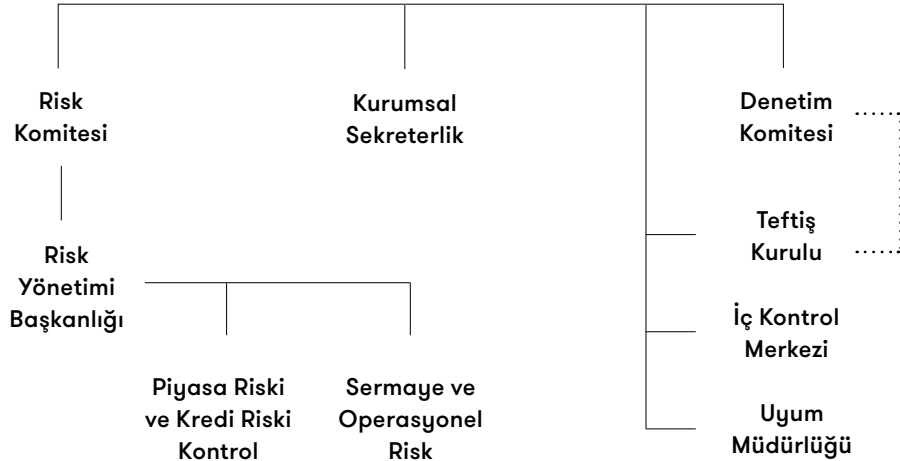 Risk
Komitesi
Kurumsal
Sekreterlik
Denetim
Komitesi
Risk
Yönetimi
Başkanlığı
Teftiş
Kurulu
İç Kontrol
Merkezi
Piyasa Riski
ve Kredi Riski
Kontrol
Sermaye ve
Operasyonel
Risk
Uyum
Müdürlüğü